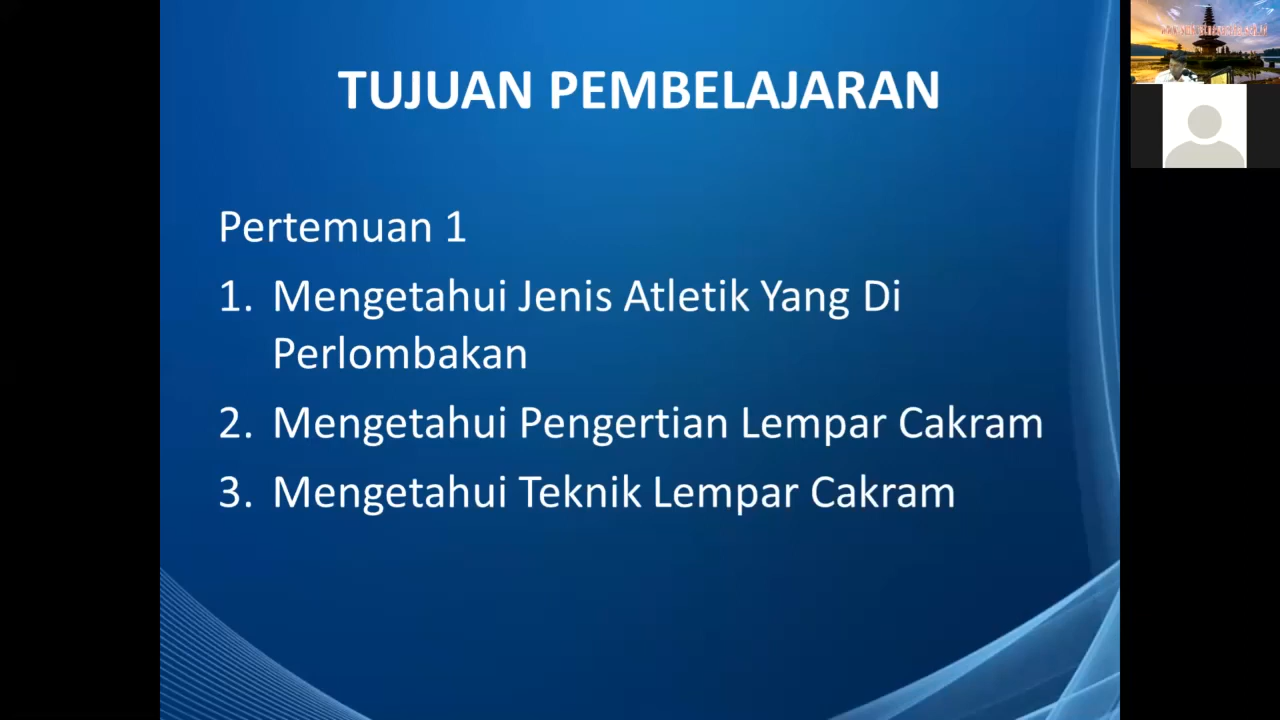 TUJUAN PEMBELAJARAN
Pertemuan 1
1. Mengetahui Jenis Atletik Yang Di
Perlombakan
2. Mengetahui Pengertian Lempar Cakram
3. Mengetahui Teknik Lempar Cakram